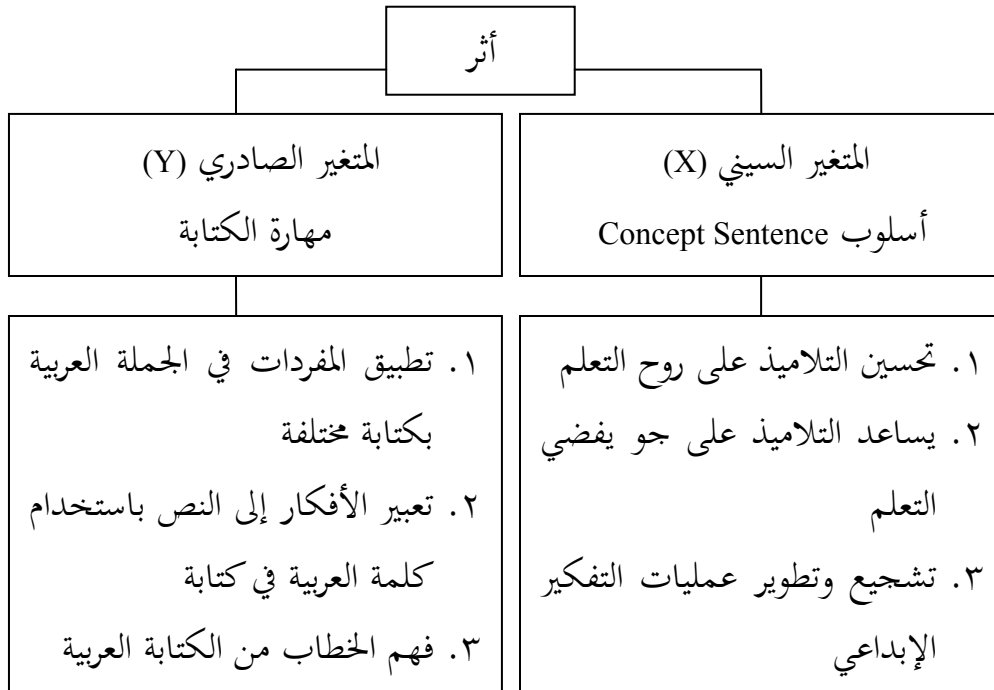 أثر
المتغير السيني (X)
أسلوب Concept Sentence
المتغير الصادري (Y)
مهارة الكتابة
١. تحسين التلاميذ على روح التعلم
٢. يساعد التلاميذ على جو يفضي
التعلم
٣. تشجيع وتطوير عمليات التفكير
الإبداعي
١. تطبيق المفردات في الجملة العربية
بكتابة مختلفة
٢. تعبير الأفكار إلى النص باستخدام
كلمة العربية في كتابة
٣. فهم الخطاب من الكتابة العربية